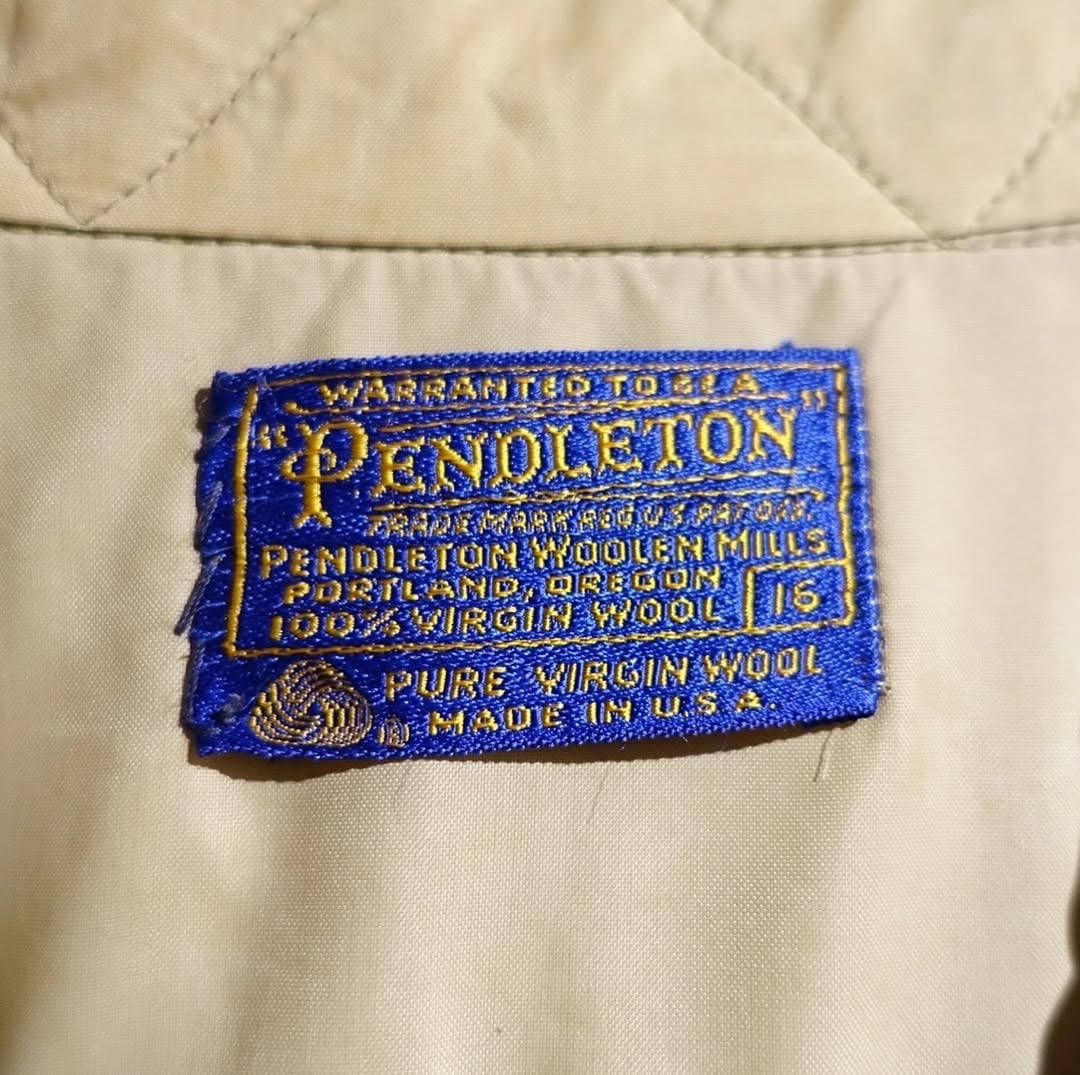 WARRANTED TO BE A
"PENDLETON"
TRADE MARK REG U.S. PAT OFF.
PENDLETON WOOLEN MILLS
PORTLAND, OREGON
100% VIRGIN WOOL 16
PURE VIRGIN WOOL
® MADE IN U.S.A.